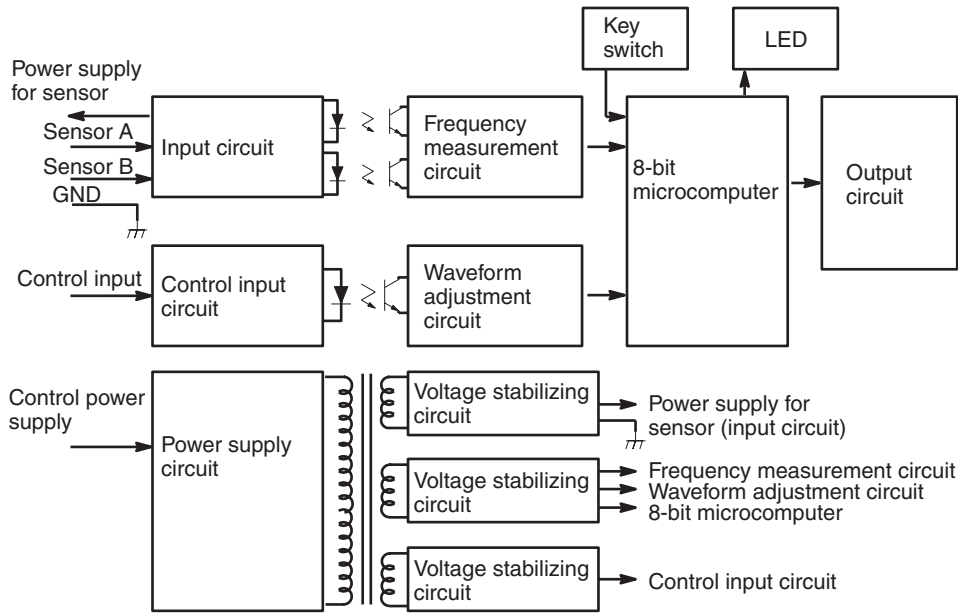 Key
switch
LED
Power supply
for sensor
Sensor A
Sensor B
GND
Input circuit
Frequency
measurement
circuit
8-bit
microcomputer
Output
circuit
Control input
Control input
circuit
Waveform
adjustment
circuit
Control power
supply
Power supply
circuit
Voltage stabilizing
circuit
Power supply for
sensor (input circuit)
Voltage stabilizing
circuit
Frequency measurement circuit
Waveform adjustment circuit
8-bit microcomputer
Voltage stabilizing
circuit
Control input circuit